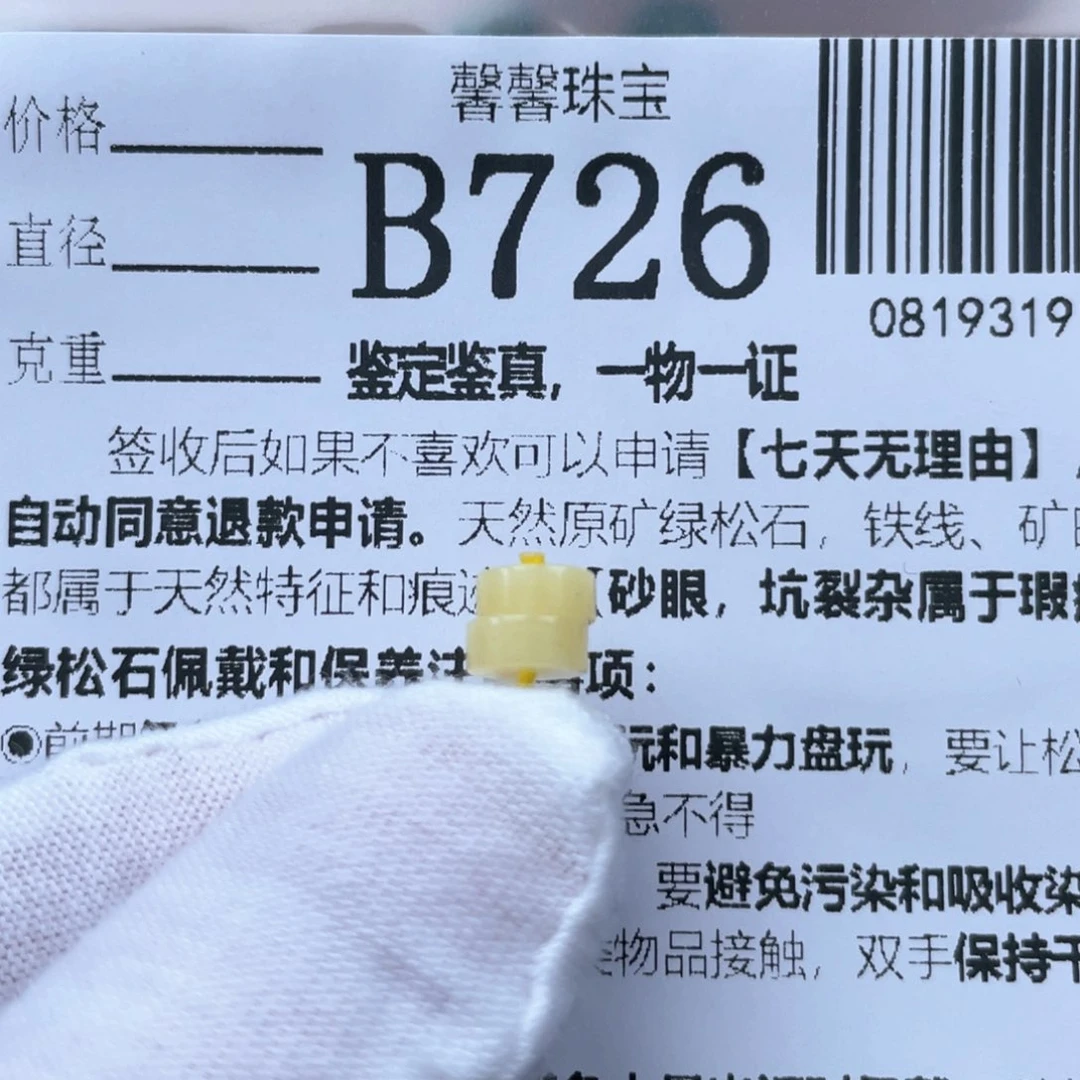 馨馨珠宝
价格
B726
直径
0819319
克重
鉴定鉴真，一物一证
签收后如果不喜欢可以申请【七天无理由】
自动同意退款申请。天然原矿绿松石，铁线、矿
都属于天然特征和痕 砂眼，坑裂杂属于瑕
绿松石佩戴和保养 项：
前期 玩和暴力盘玩，要让松
急不得
要避免污染和吸收染
物品接触，双手保持干